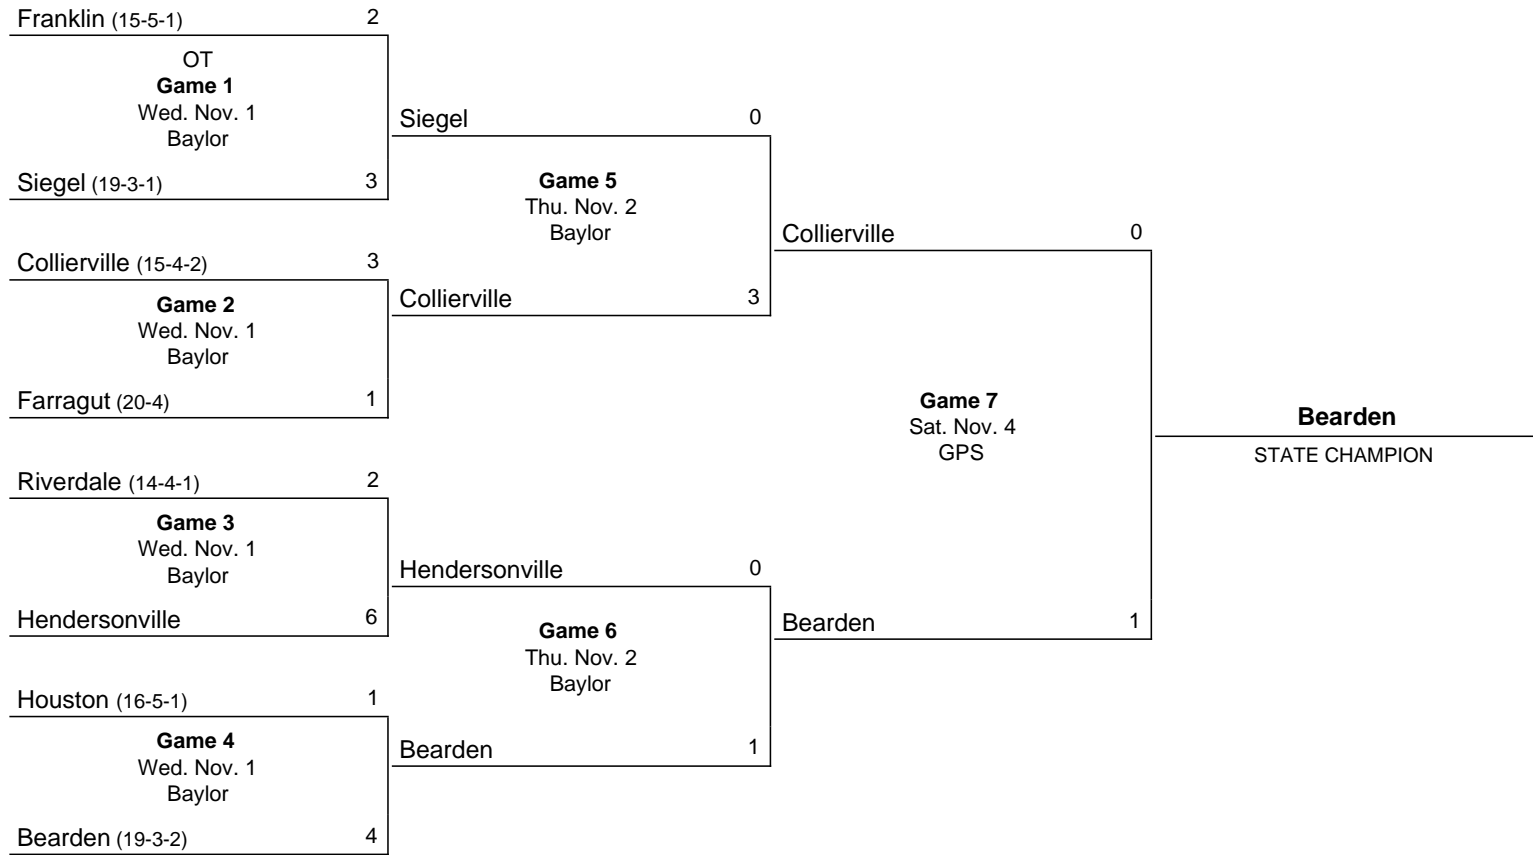 Franklin (15-5-1) 2
OT
Game 1
Wed. Nov. 1
Baylor
Siegel (19-3-1) 3
Collierville (15-4-2) 3
Game 2
Wed. Nov. 1
Baylor
Farragut (20-4) 1
Riverdale (14-4-1) 2
Game 3
Wed. Nov. 1
Baylor
Hendersonville 6
Houston (16-5-1) 1
Game 4
Wed. Nov. 1
Baylor
Bearden (19-3-2) 4
Siegel 0
Game 5
Thu. Nov. 2
Baylor
Collierville 3
Hendersonville 0
Game 6
Thu. Nov. 2
Baylor
Bearden 1
Collierville 0
Game 7
Sat. Nov. 4
GPS
Bearden 1
Bearden
STATE CHAMPION